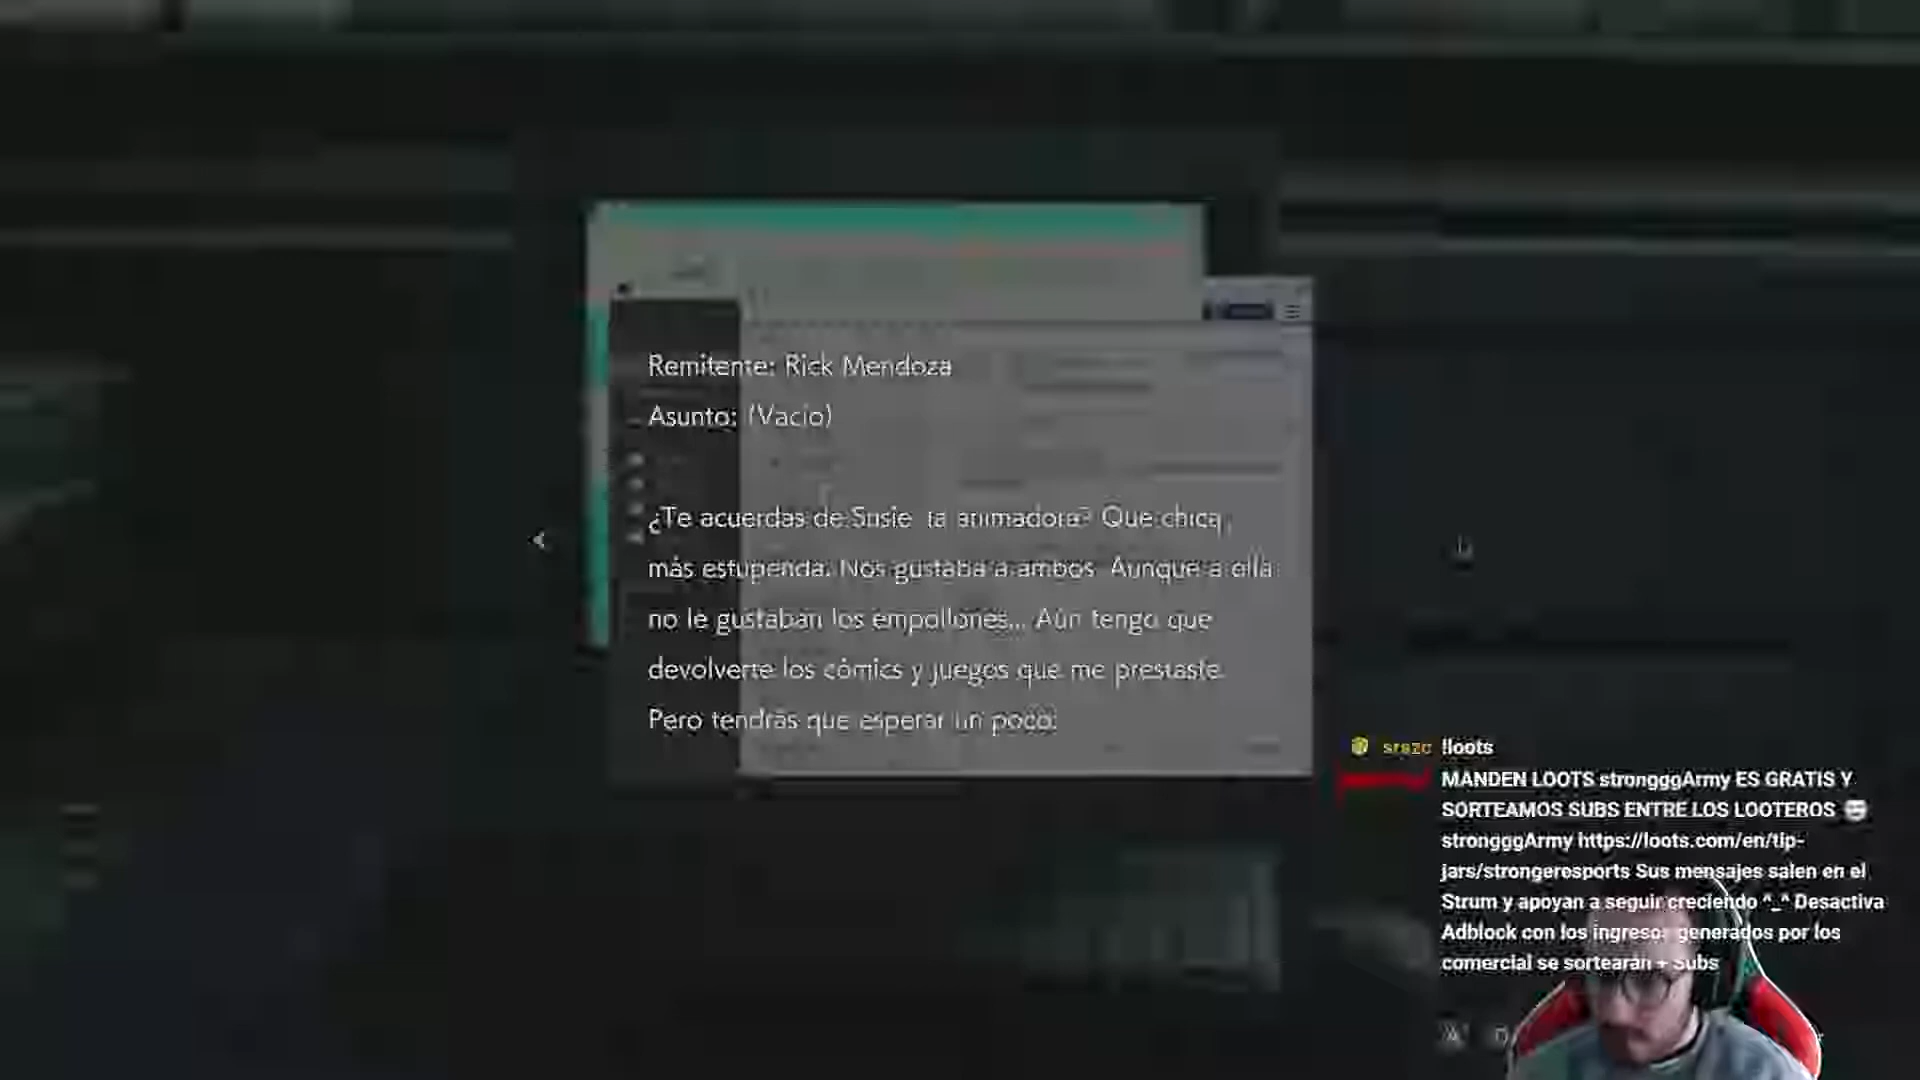 Remitente: Rick Mendoza
Asunto: (Vacío)
¿Te acuerdas de Susie, la animadora? Qué chica
más estupenda. Nos gustaba a ambos. Aunque a ella
no le gustaban los empollones... Aún tengo que
devolverte los cómics y juegos que me prestaste.
Pero tendrás que esperar un poco.
srszc !loots
MANDEN LOOTS strongggArmy ES GRATIS Y
SORTEAMOS SUBS ENTRE LOS LOOTEROS
strongggArmy https://loots.com/en/tip-
jars/strongeresports Sus mensajes salen en el
Strum y apoyan a seguir creciendo ^_^ Desactiva
Adblock con los ingresos generados por los
comercial se sortearán + Subs